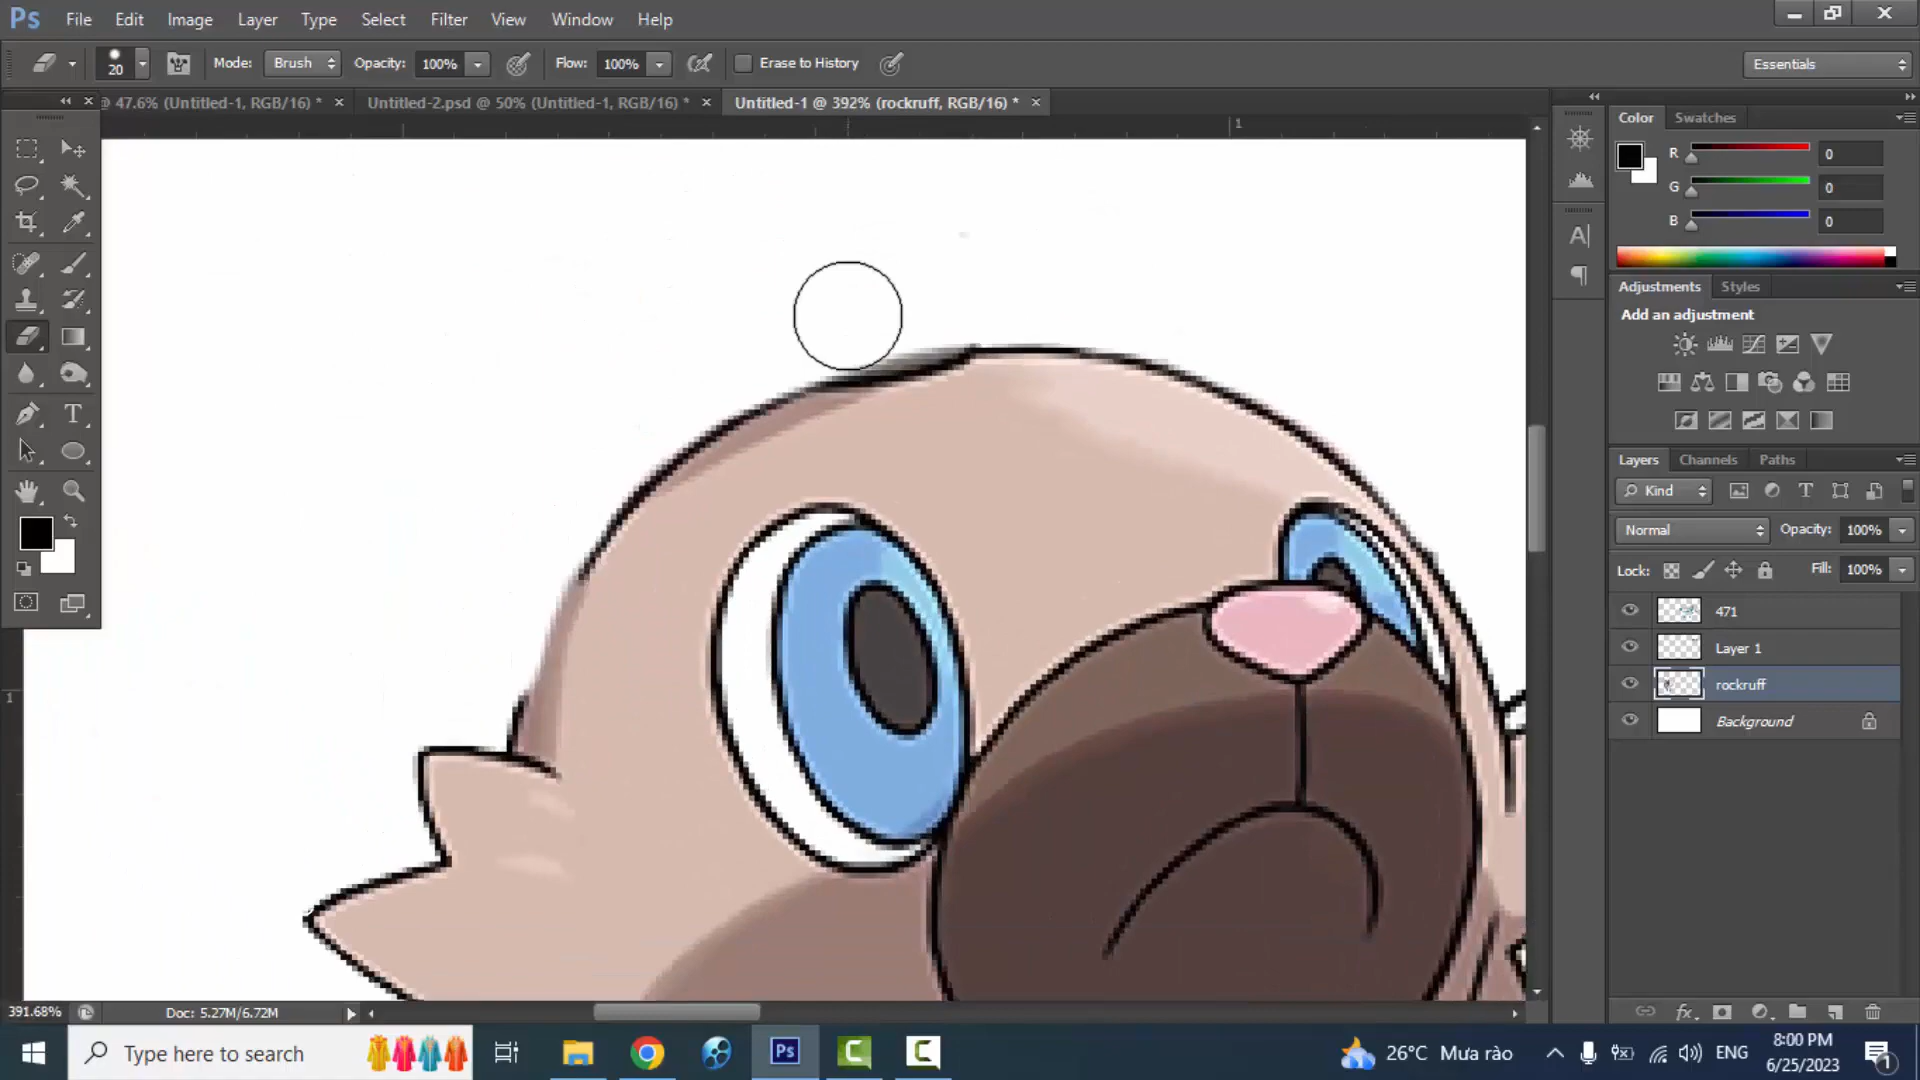 Ps File Edit Image Layer Type Select Filter View Window Help
20 Mode: Brush Opacity: 100% Flow: 100% Erase to History Essentials
@ 47.6% (Untitled-1, RGB/16) * Untitled-2.psd @ 50% (Untitled-1, RGB/16) * Untitled-1 @ 392% (rockruff, RGB/16) *
1
1
Color Swatches
R 0
G 0
B 0
Adjustments Styles
Add an adjustment
Layers Channels Paths
Kind
Normal Opacity: 100%
Lock: Fill: 100%
471
Layer 1
rockruff
Background
391.68% Doc: 5.27M/6.72M
Type here to search
26°C Mưa rào
ENG
8:00 PM
6/25/2023
1